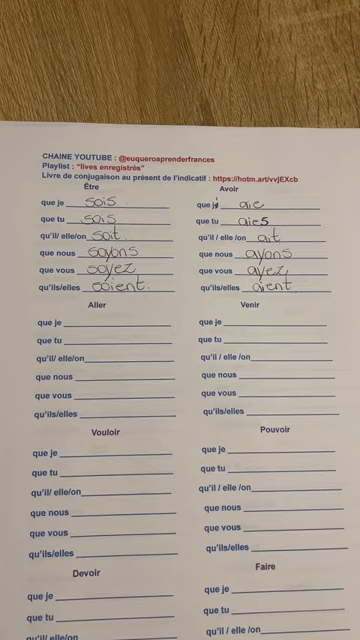 CHAINE YOUTUBE : @euqueroaprenderfrances
Playlist : "lives enregistrés"
Livre de conjugaison au présent de l'indicatif : https://hotm.art/vvjEXcb
Être Avoir
que je sois que j' aie
que tu sois que tu aies
qu'il/ elle/on soit qu'il / elle /on ait
que nous soyons que nous ayons
que vous soyez que vous ayez
qu'ils/elles soient. qu'ils/elles aient
Aller Venir
que je que je
que tu que tu
qu'il/ elle/on qu'il / elle /on
que nous que nous
que vous que vous
qu'ils/elles qu'ils/elles
Vouloir Pouvoir
que je que je
que tu que tu
qu'il/ elle/on qu'il / elle /on
que nous que nous
que vous que vous
qu'ils/elles qu'ils/elles
Devoir Faire
que je que je
que tu que tu
qu'il/ elle/on qu'il / elle /on